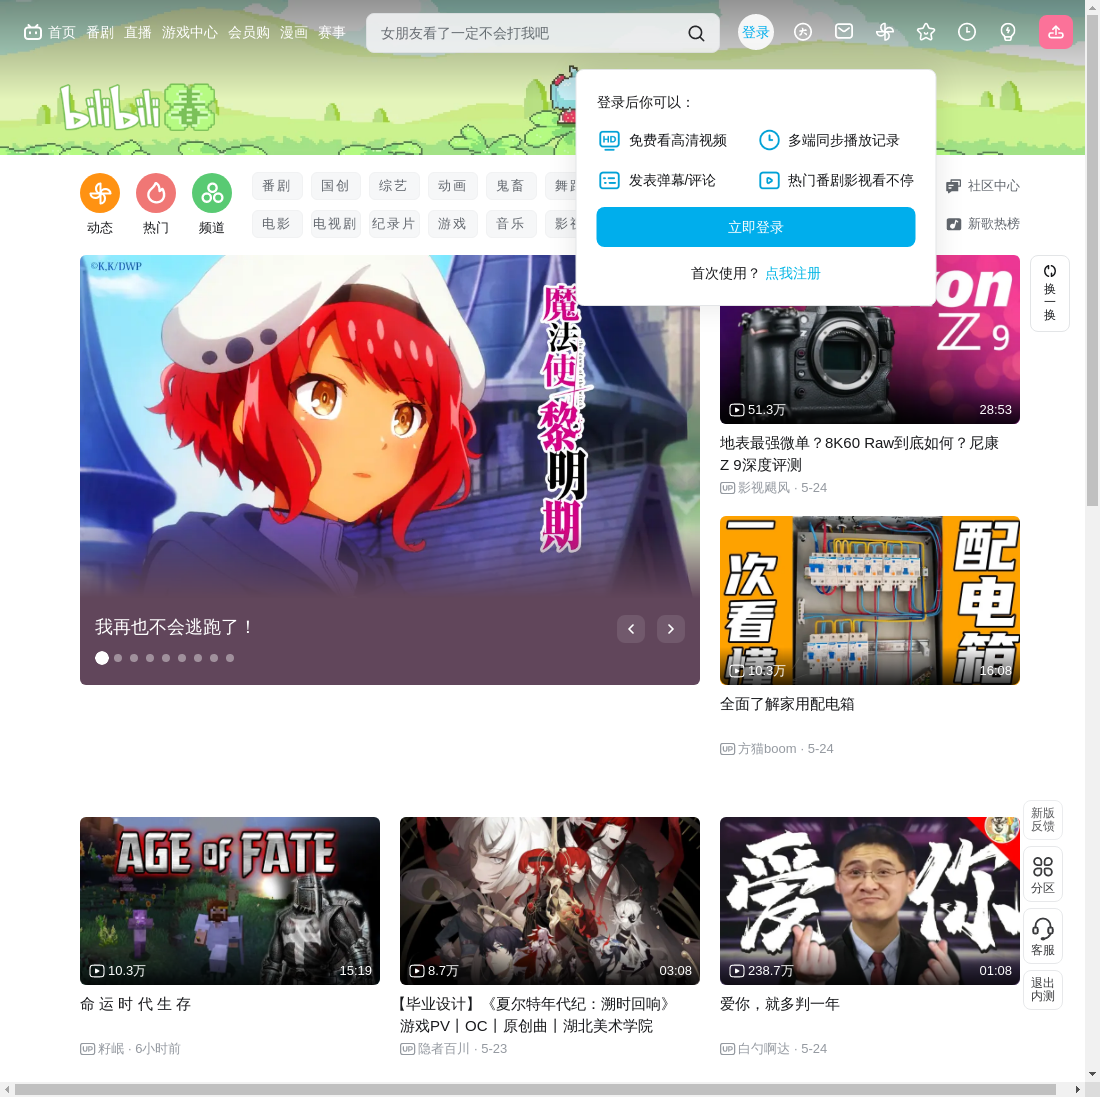 首页 番剧 直播 游戏中心 会员购 漫画 赛事
女朋友看了一定不会打我吧
登录
bilibili 春
登录后你可以：
免费看高清视频
多端同步播放记录
发表弹幕/评论
热门番剧影视看不停
立即登录
首次使用？ 点我注册
动态
热门
频道
番剧 国创 综艺 动画 鬼畜
电影 电视剧 纪录片 游戏 音乐
社区中心
新歌热榜
©K.K/DWP
魔法使黎明期
我再也不会逃跑了！
换一换
Z 9
51.3万
28:53
地表最强微单？8K60 Raw到底如何？尼康
Z 9深度评测
UP 影视飓风 · 5-24
一次看懂
配电箱
10.3万
16:08
全面了解家用配电箱
UP 方猫boom · 5-24
AGE OF FATE
10.3万
15:19
命 运 时 代 生 存
UP 籽岷 · 6小时前
8.7万
03:08
【毕业设计】《夏尔特年代纪：溯时回响》
游戏PV丨OC丨原创曲丨湖北美术学院
UP 隐者百川 · 5-23
爱你
238.7万
01:08
爱你，就多判一年
UP 白勺啊达 · 5-24
新版
反馈
分区
客服
退出
内测